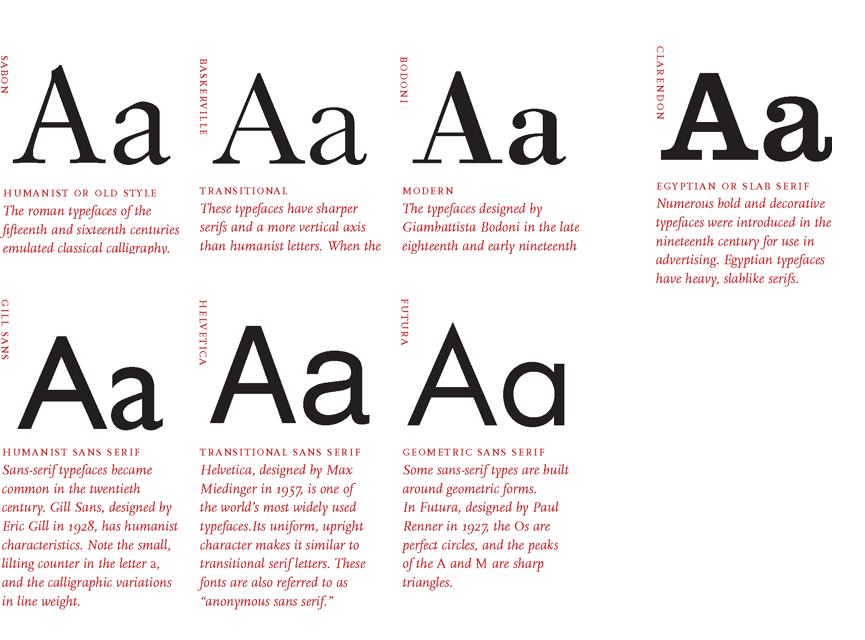 SABON
Aa
HUMANIST OR OLD STYLE
The roman typefaces of the
fifteenth and sixteenth centuries
emulated classical calligraphy.
BASKERVILLE
Aa
TRANSITIONAL
These typefaces have sharper
serifs and a more vertical axis
than humanist letters. When the
BODONI
Aa
MODERN
The typefaces designed by
Giambattista Bodoni in the late
eighteenth and early nineteenth
CLARENDON
Aa
EGYPTIAN OR SLAB SERIF
Numerous bold and decorative
typefaces were introduced in the
nineteenth century for use in
advertising. Egyptian typefaces
have heavy, slablike serifs.
GILL SANS
Aa
HUMANIST SANS SERIF
Sans-serif typefaces became
common in the twentieth
century. Gill Sans, designed by
Eric Gill in 1928, has humanist
characteristics. Note the small,
lilting counter in the letter a,
and the calligraphic variations
in line weight.
HELVETICA
Aa
TRANSITIONAL SANS SERIF
Helvetica, designed by Max
Miedinger in 1957, is one of
the world's most widely used
typefaces.Its uniform, upright
character makes it similar to
transitional serif letters. These
fonts are also referred to as
“anonymous sans serif.”
FUTURA
Aa
GEOMETRIC SANS SERIF
Some sans-serif types are built
around geometric forms.
In Futura, designed by Paul
Renner in 1927, the Os are
perfect circles, and the peaks
of the A and M are sharp
triangles.